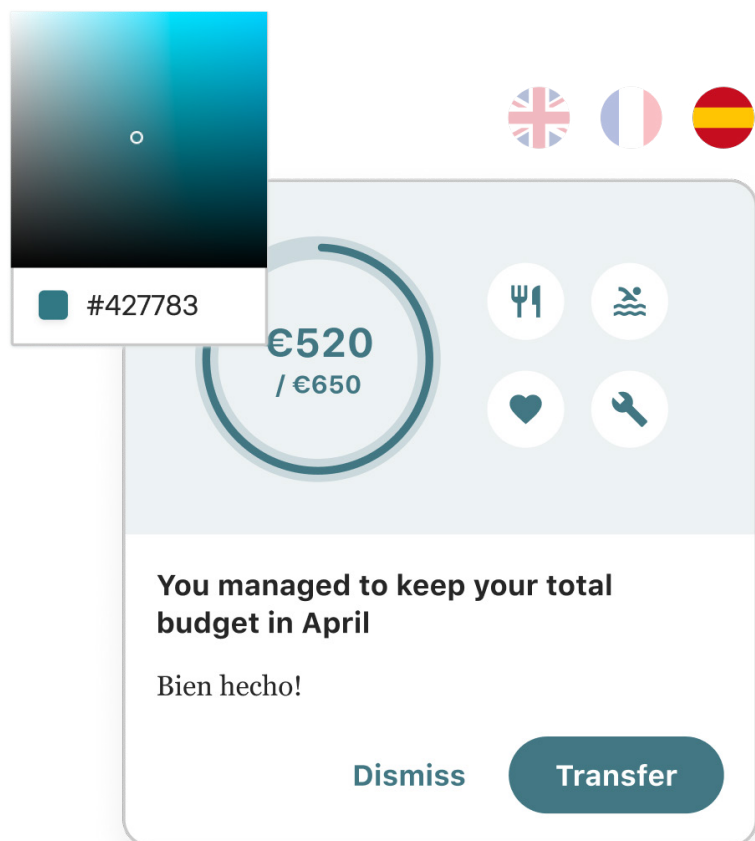 #427783
€520
/ €650
You managed to keep your total
budget in April
Bien hecho!
Dismiss
Transfer